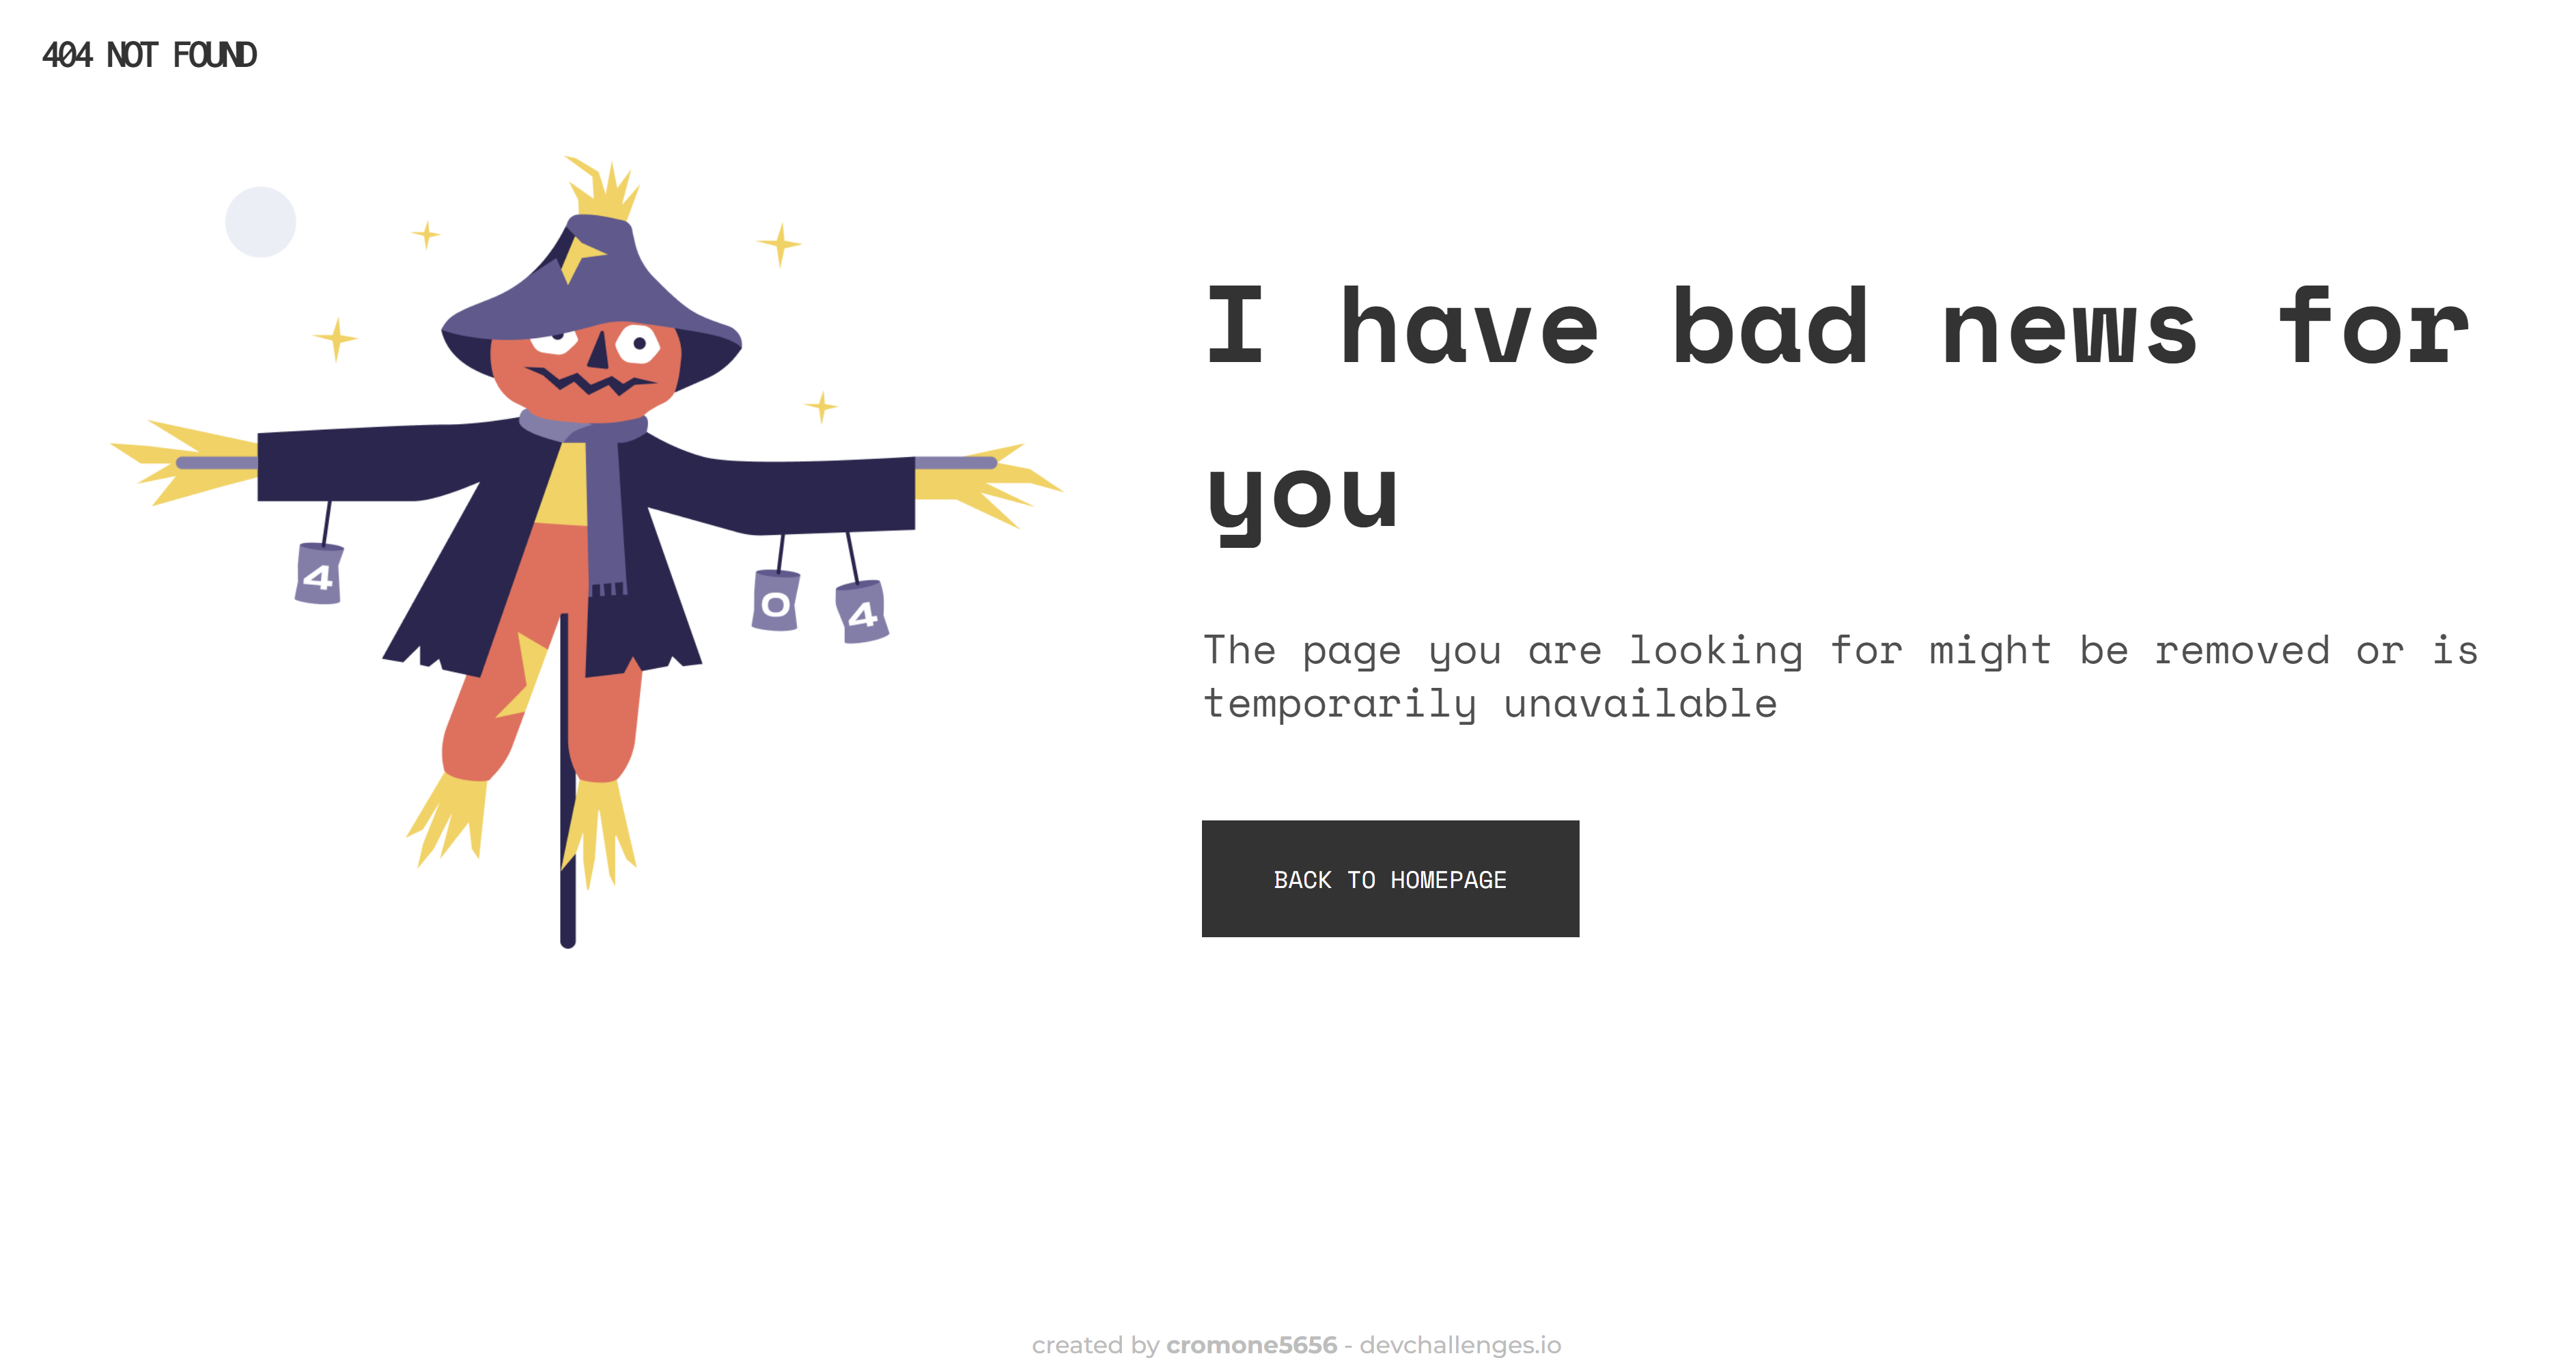 404 NOT FOUND
4
0
4
I have bad news for
you
The page you are looking for might be removed or is
temporarily unavailable
BACK TO HOMEPAGE
created by cromone5656 - devchallenges.io